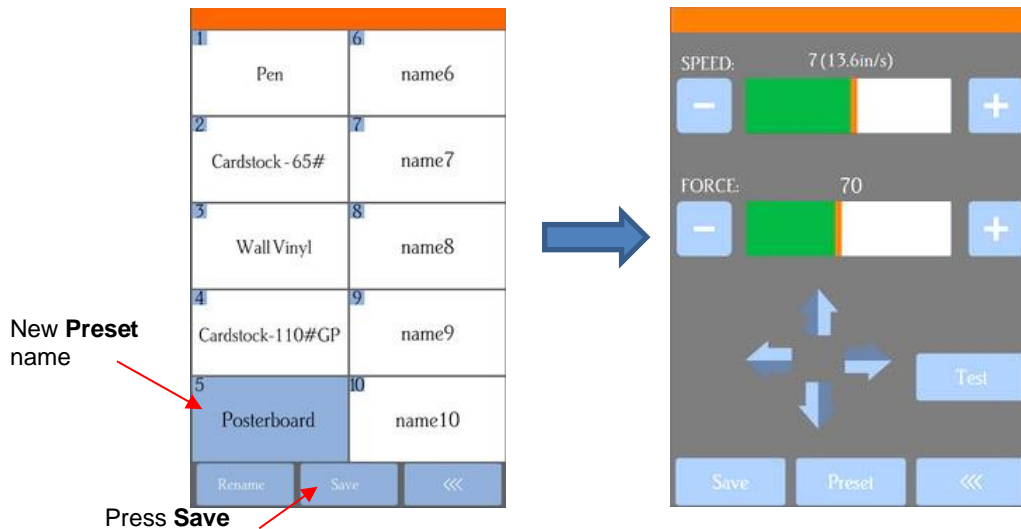 1
Pen
6
name6
2
Cardstock - 65#
7
name7
3
Wall Vinyl
8
name8
4
Cardstock-110#GP
9
name9
5
Posterboard
10
name10
Rename
Save
<<<
New Preset
name
Press Save
SPEED:
7 (13.6in/s)
−
+
FORCE:
70
−
+
Test
Save
Preset
<<<